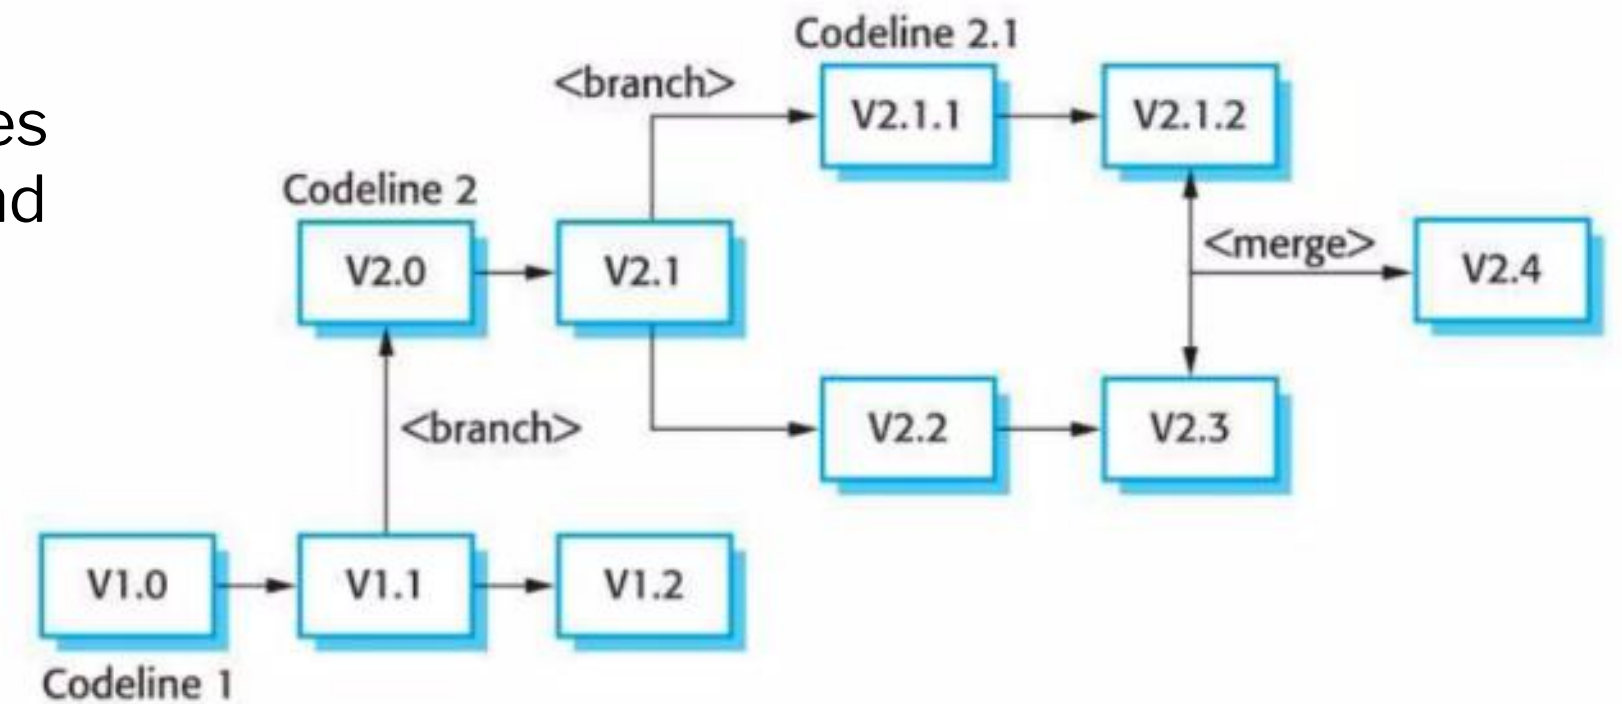 es
nd
Codeline 2.1
<branch>
V2.1.1
V2.1.2
Codeline 2
V2.0
V2.1
<merge>
V2.4
<branch>
V2.2
V2.3
V1.0
V1.1
V1.2
Codeline 1